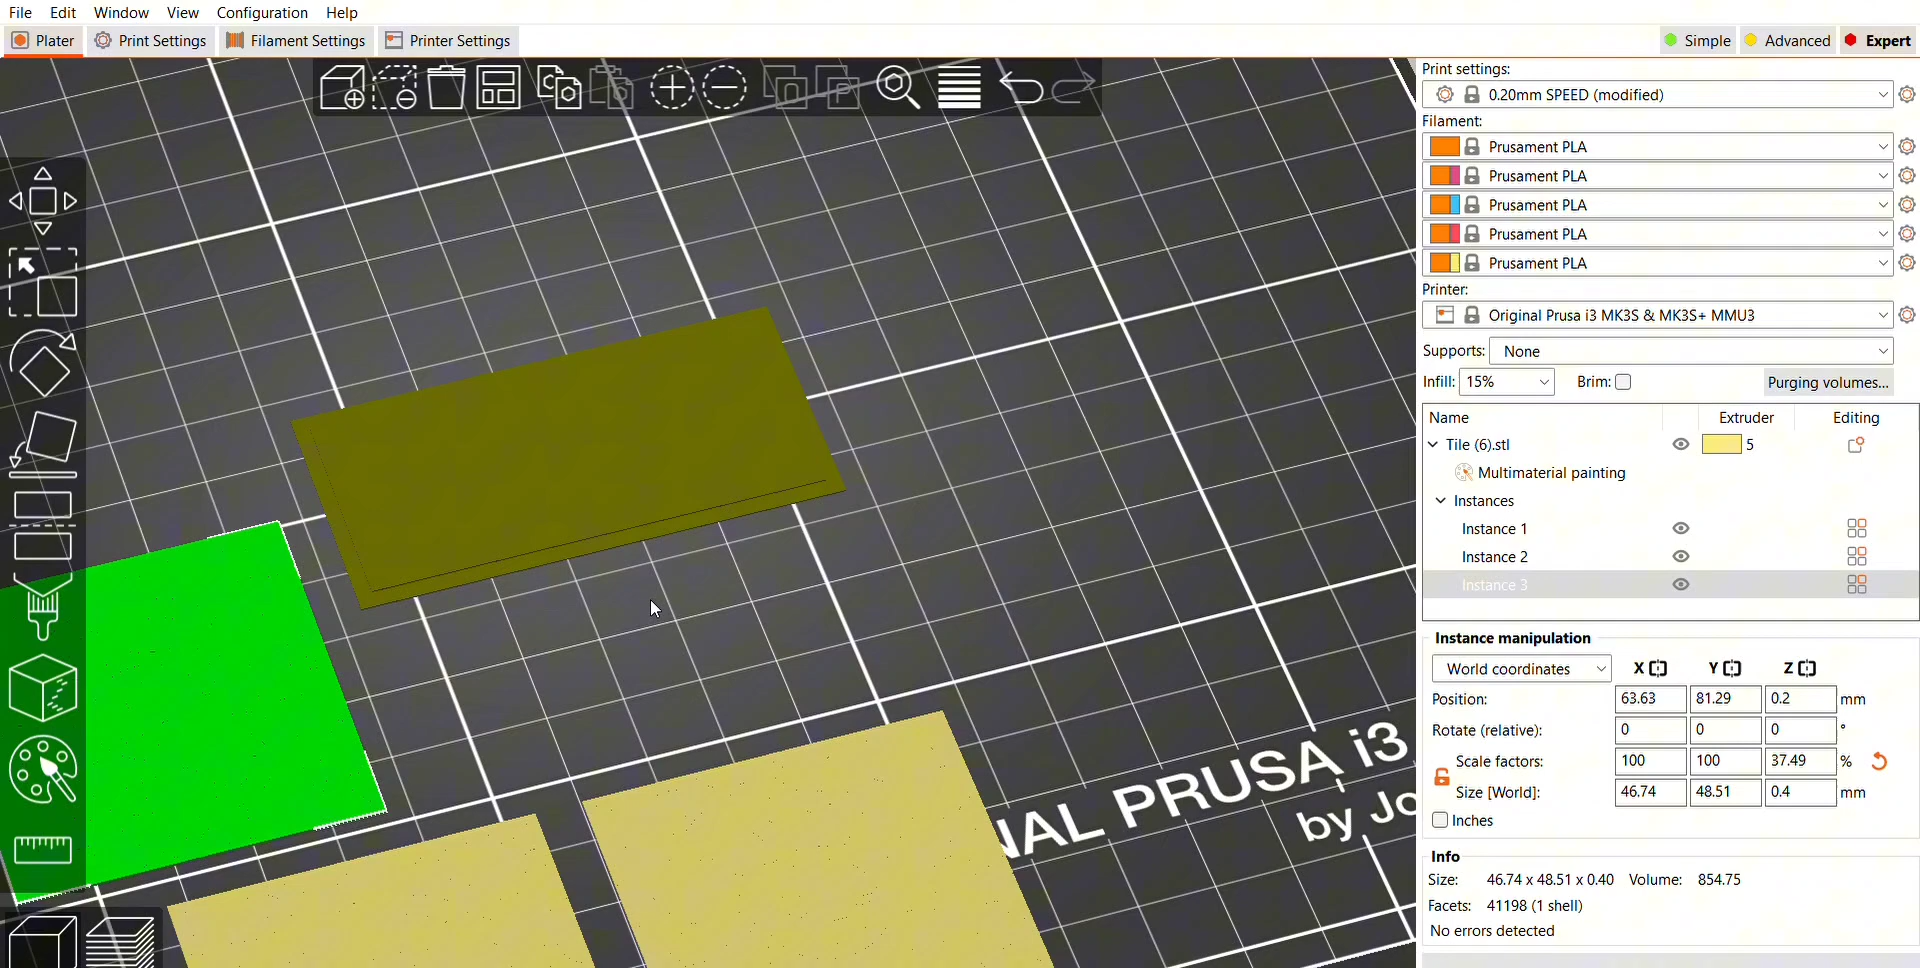 File Edit Window View Configuration Help
Plater Print Settings Filament Settings Printer Settings Simple Advanced Expert
Print settings:
0.20mm SPEED (modified)
Filament:
Prusament PLA
Prusament PLA
Prusament PLA
Prusament PLA
Prusament PLA
Printer:
Original Prusa i3 MK3S & MK3S+ MMU3
Supports: None
Infill: 15% Brim: Purging volumes...
Name Extruder Editing
Tile (6).stl 5
Multimaterial painting
Instances
Instance 1
Instance 2
Instance 3
Instance manipulation
World coordinates X Y Z
Position: 63.63 81.29 0.2 mm
Rotate (relative): 0 0 0 °
Scale factors: 100 100 37.49 %
Size [World]: 46.74 48.51 0.4 mm
Inches
Info
Size: 46.74 x 48.51 x 0.40 Volume: 854.75
Facets: 41198 (1 shell)
No errors detected
NAL PRUSA i3
by Jo